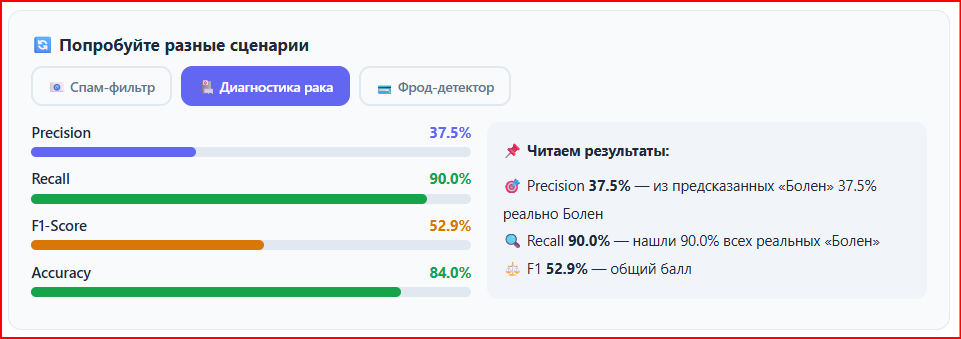 Попробуйте разные сценарии
Спам-фильтр
Диагностика рака
Фрод-детектор
Precision 37.5%
Recall 90.0%
F1-Score 52.9%
Accuracy 84.0%
Читаем результаты:
Precision 37.5% — из предсказанных «Болен» 37.5%
реально Болен
Recall 90.0% — нашли 90.0% всех реальных «Болен»
F1 52.9% — общий балл